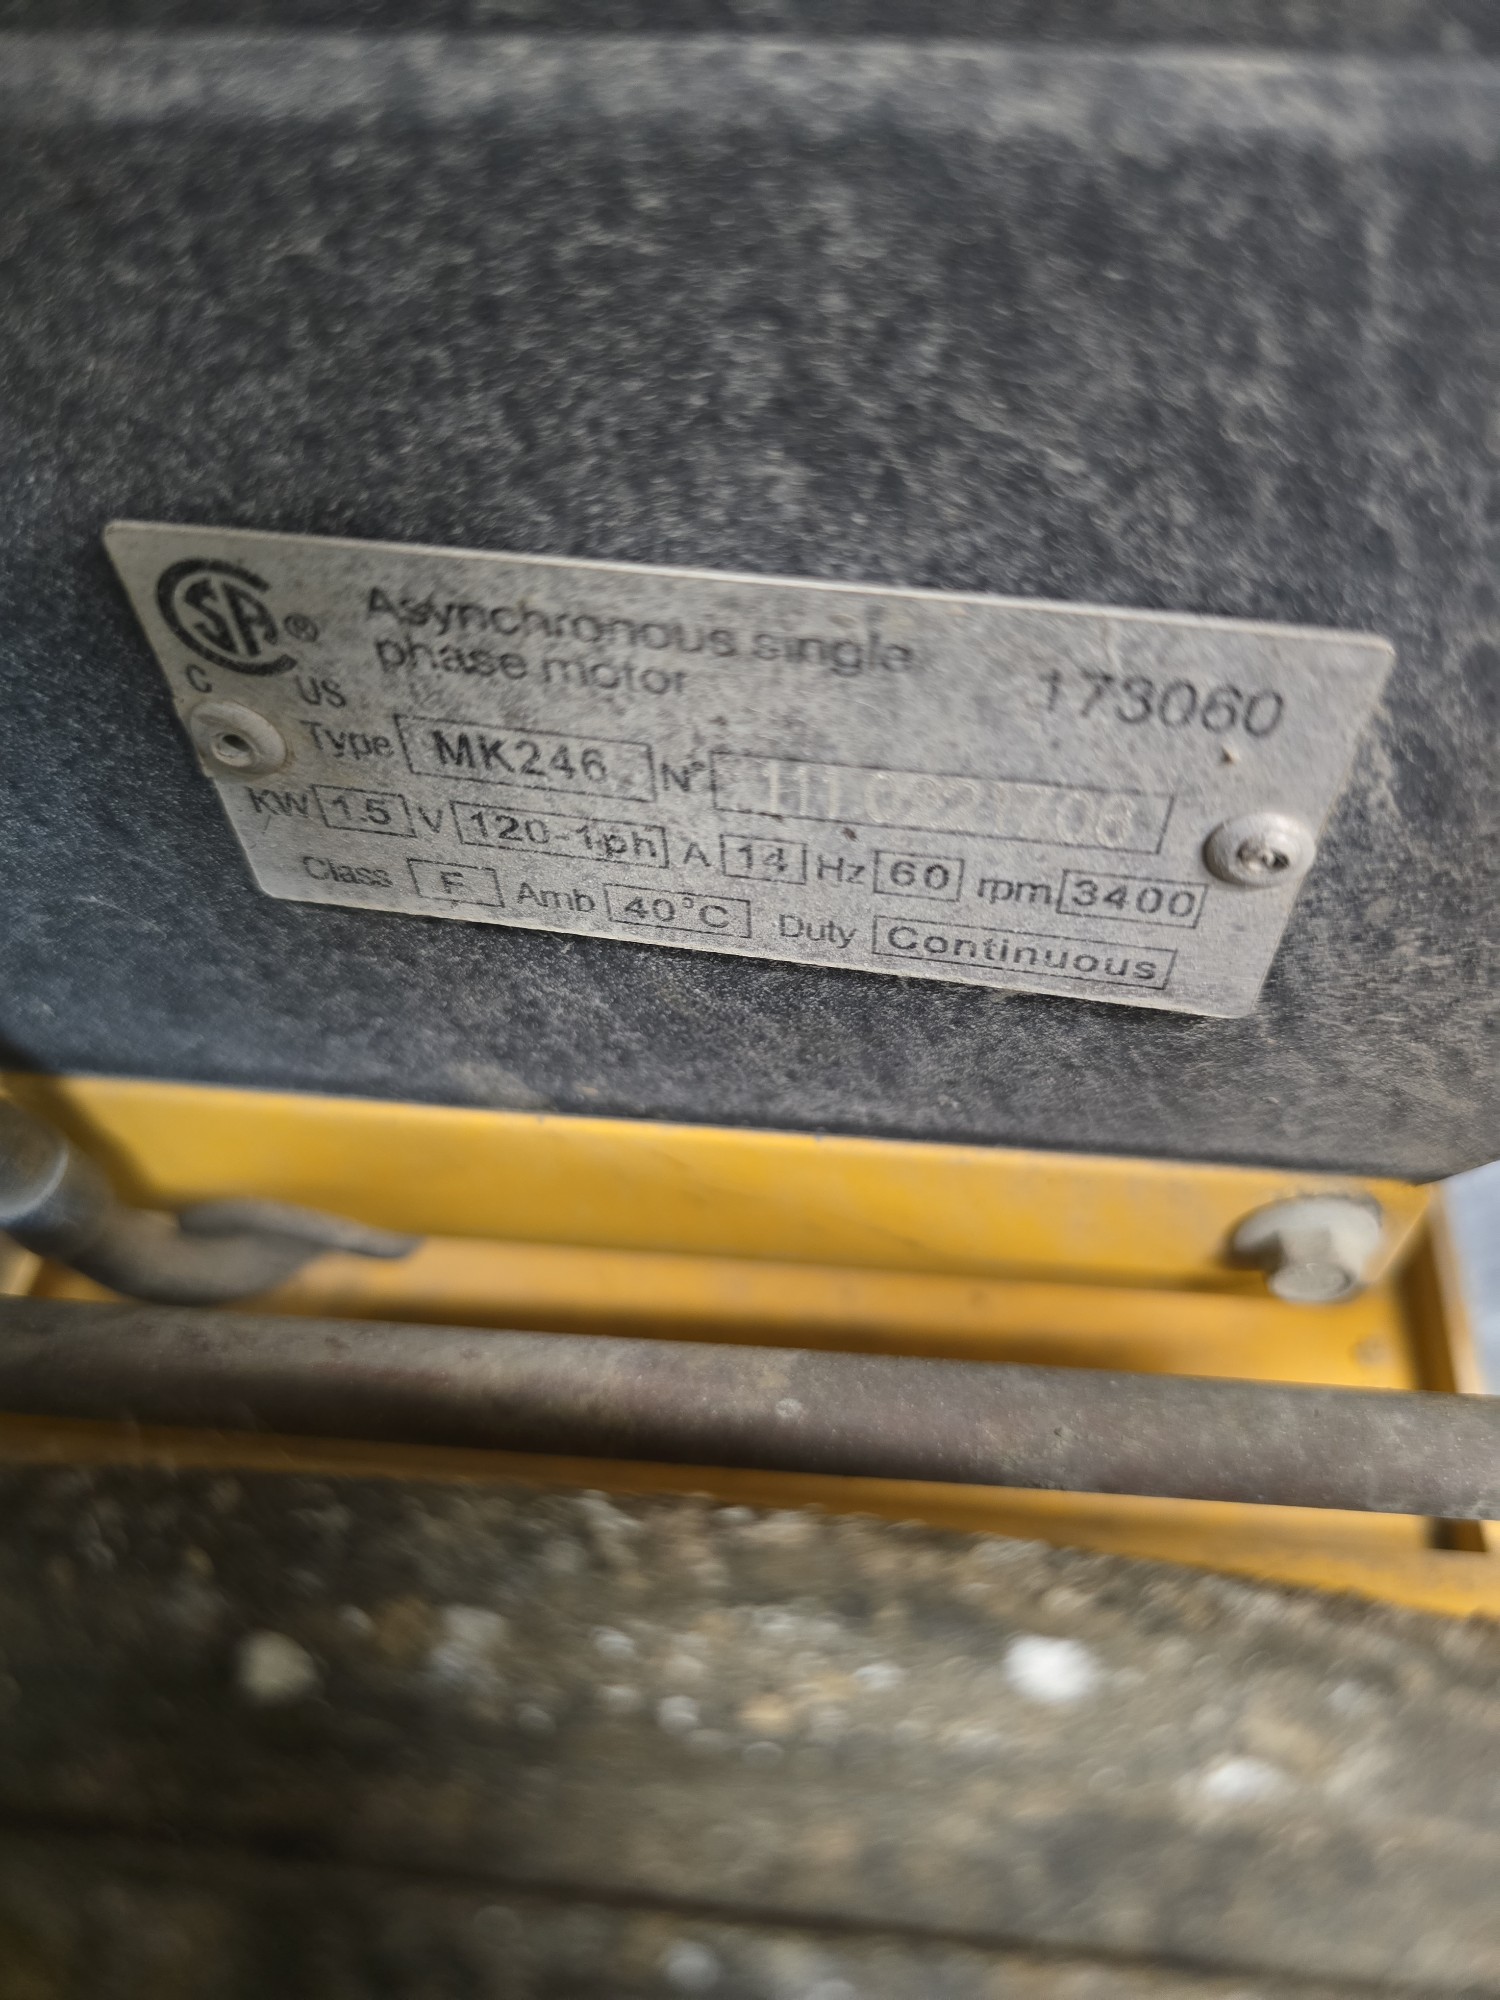 CSA ® Asynchronous single
phase motor 173060
C US
Type MK246 N°
KW 1.5 V 120-1ph A 14 Hz 60 rpm 3400
Class F Amb 40°C Duty Continuous